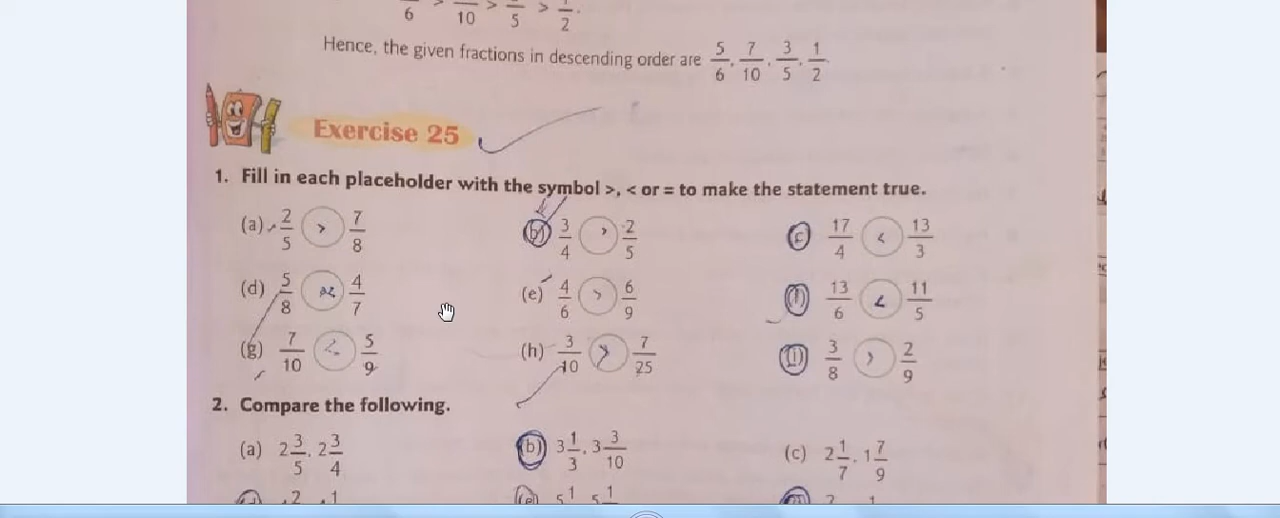 6 > 10 > 5 > 2.
Hence, the given fractions in descending order are 5/6, 7/10, 3/5, 1/2
Exercise 25
1. Fill in each placeholder with the symbol >, < or = to make the statement true.
(a) 2/5 > 7/8 (b) 3/4 > 2/5 (c) 17/4 < 13/3
(d) 5/8 4/7 (e) 4/6 > 6/9 (f) 13/6 < 11/5
(g) 7/10 < 5/9 (h) 3/10 > 7/25 (i) 3/8 > 2/9
2. Compare the following.
(a) 2 3/5, 2 3/4 (b) 3 1/3, 3 3/10 (c) 2 1/7, 1 7/9